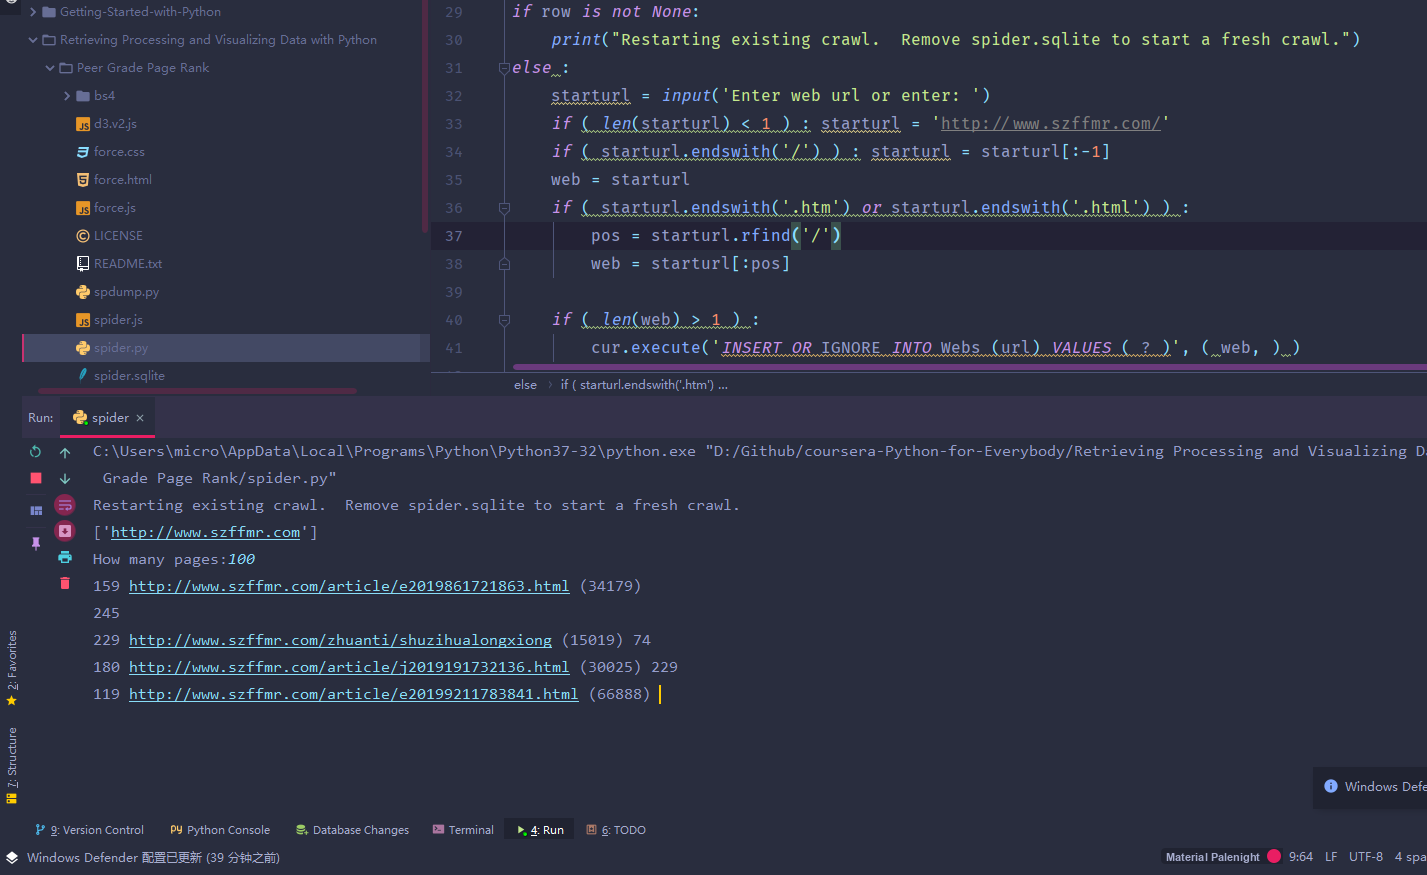 Getting-Started-with-Python
Retrieving Processing and Visualizing Data with Python
Peer Grade Page Rank
bs4
d3.v2.js
force.css
force.html
force.js
LICENSE
README.txt
spdump.py
spider.js
spider.py
spider.sqlite
29 if row is not None:
30 print("Restarting existing crawl.  Remove spider.sqlite to start a fresh crawl.")
31 else :
32 starturl = input('Enter web url or enter: ')
33 if ( len(starturl) < 1 ) : starturl = 'http://www.szffmr.com/'
34 if ( starturl.endswith('/') ) : starturl = starturl[:-1]
35 web = starturl
36 if ( starturl.endswith('.htm') or starturl.endswith('.html') ) :
37 pos = starturl.rfind('/')
38 web = starturl[:pos]
39
40 if ( len(web) > 1 ) :
41 cur.execute('INSERT OR IGNORE INTO Webs (url) VALUES ( ? )', ( web, ) )
else > if ( starturl.endswith('.htm') ...
Run: spider ×
C:\Users\micro\AppData\Local\Programs\Python\Python37-32\python.exe "D:/Github/coursera-Python-for-Everybody/Retrieving Processing and Visualizing Da
Grade Page Rank/spider.py"
Restarting existing crawl.  Remove spider.sqlite to start a fresh crawl.
['http://www.szffmr.com']
How many pages:100
159 http://www.szffmr.com/article/e2019861721863.html (34179)
245
229 http://www.szffmr.com/zhuanti/shuzihualongxiong (15019) 74
180 http://www.szffmr.com/article/j2019191732136.html (30025) 229
119 http://www.szffmr.com/article/e20199211783841.html (66888)
2: Favorites
7: Structure
Windows Defe
9: Version Control
Python Console
Database Changes
Terminal
4: Run
6: TODO
Windows Defender 配置已更新 (39 分钟之前)
Material Palenight
9:64
LF
UTF-8
4 spa